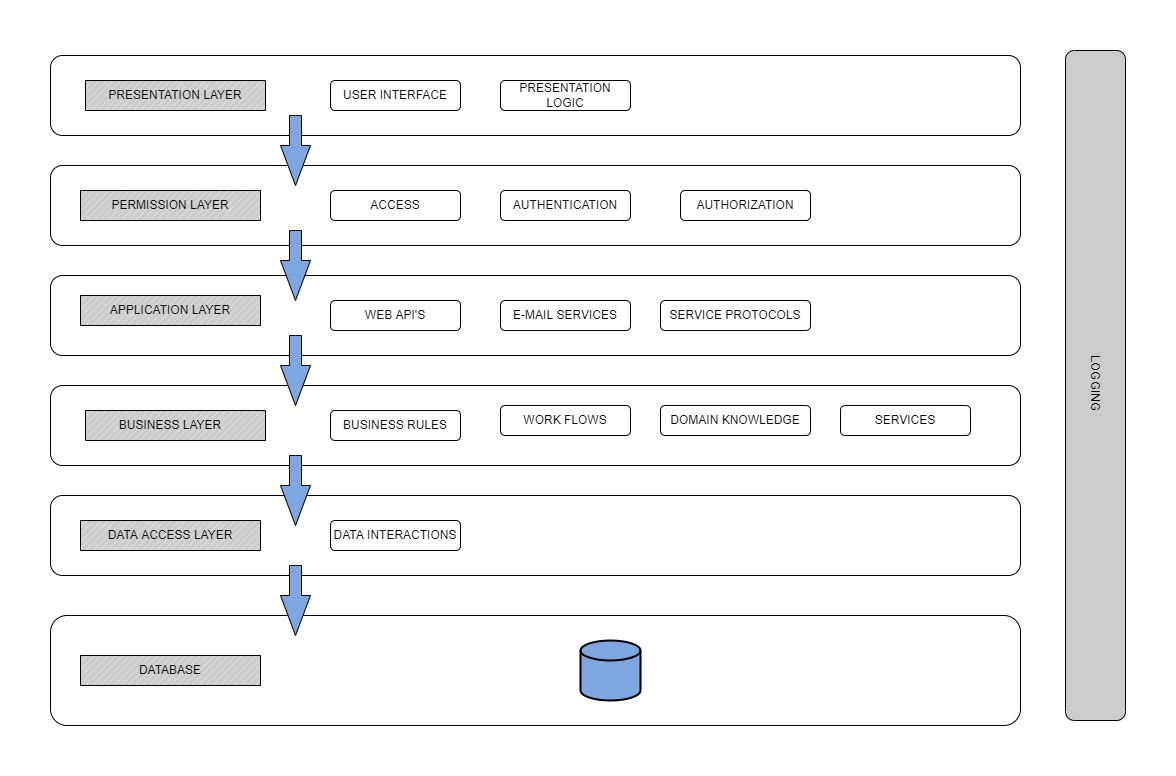 PRESENTATION LAYER
USER INTERFACE
PRESENTATION
LOGIC
PERMISSION LAYER
ACCESS
AUTHENTICATION
AUTHORIZATION
APPLICATION LAYER
WEB API'S
E-MAIL SERVICES
SERVICE PROTOCOLS
BUSINESS LAYER
BUSINESS RULES
WORK FLOWS
DOMAIN KNOWLEDGE
SERVICES
DATA ACCESS LAYER
DATA INTERACTIONS
DATABASE
LOGGING